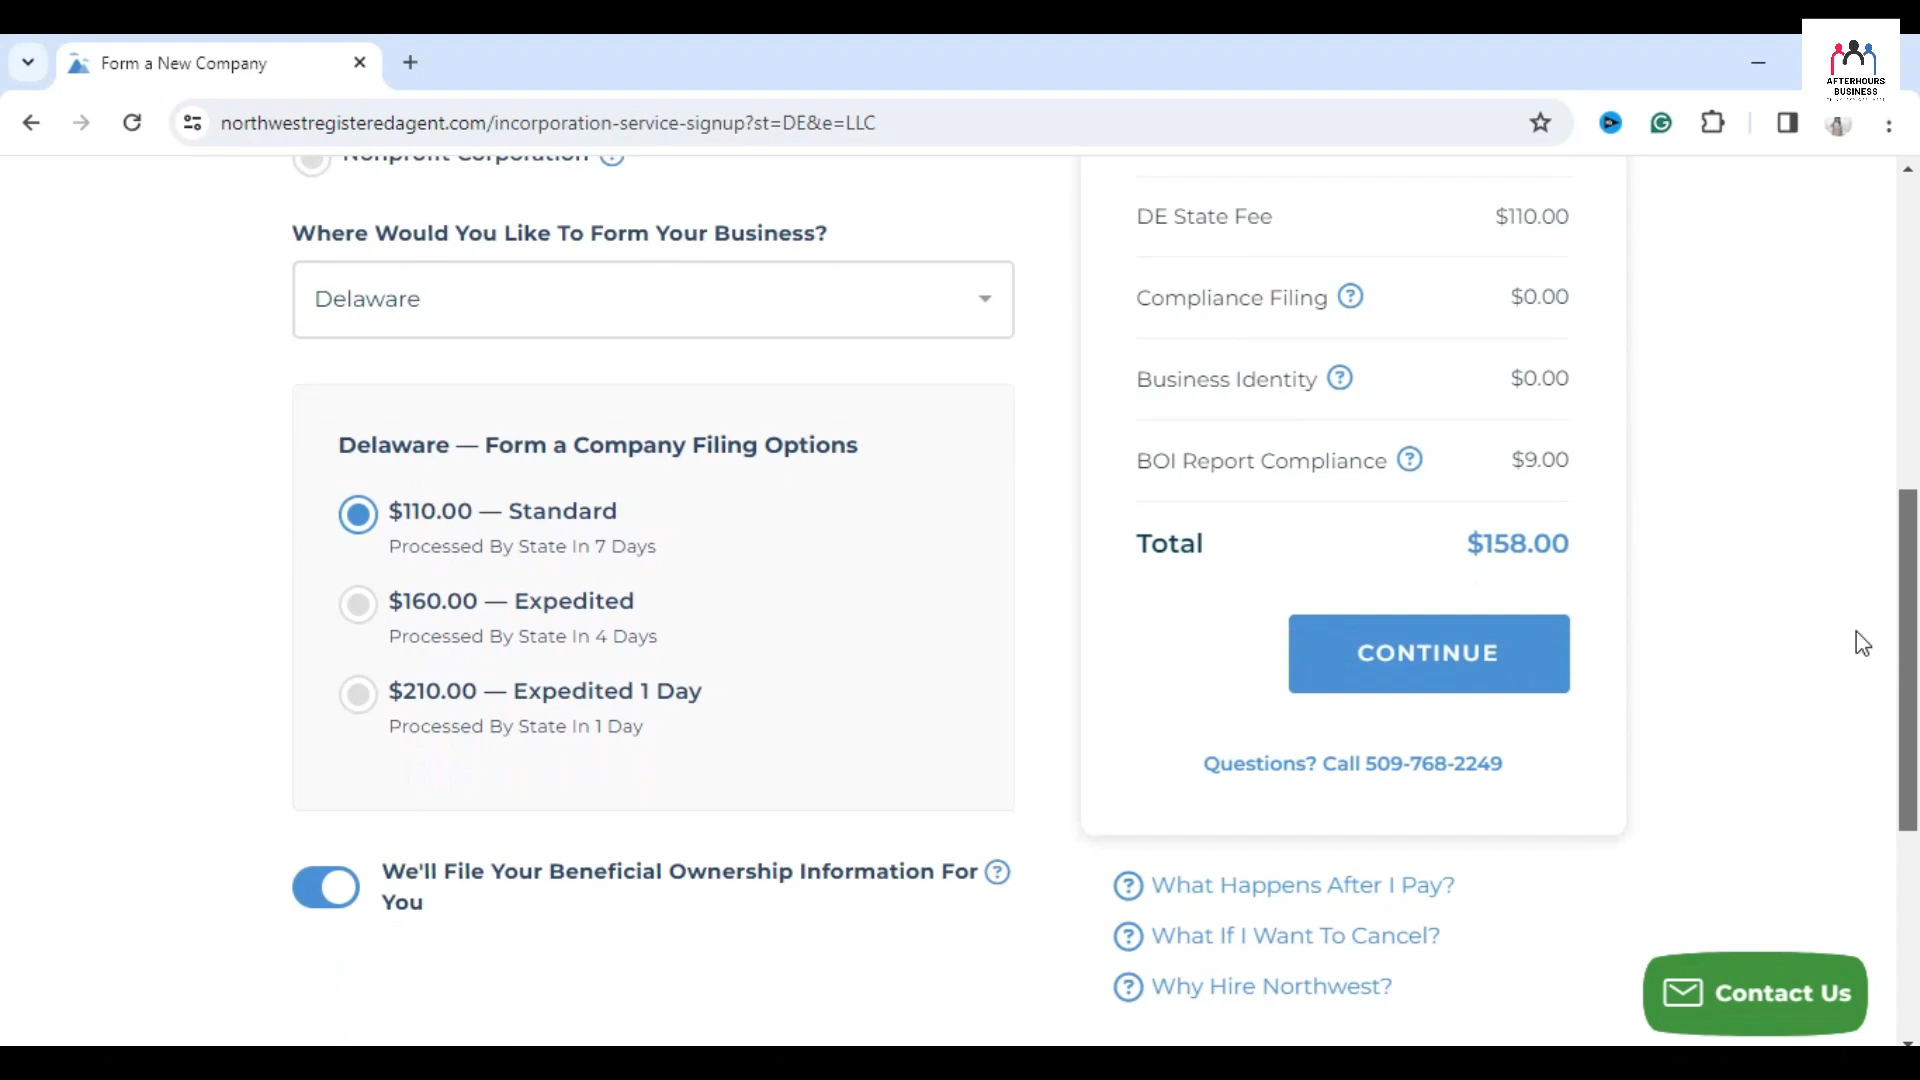 Form a New Company
AFTERHOURS
BUSINESS
northwestregisteredagent.com/incorporation-service-signup?st=DE&e=LLC
Nonprofit Corporation ?
Where Would You Like To Form Your Business?
Delaware
Delaware — Form a Company Filing Options
$110.00 — Standard
Processed By State In 7 Days
$160.00 — Expedited
Processed By State In 4 Days
$210.00 — Expedited 1 Day
Processed By State In 1 Day
We'll File Your Beneficial Ownership Information For ?
You
DE State Fee $110.00
Compliance Filing ? $0.00
Business Identity ? $0.00
BOI Report Compliance ? $9.00
Total $158.00
CONTINUE
Questions? Call 509-768-2249
? What Happens After I Pay?
? What If I Want To Cancel?
? Why Hire Northwest?
Contact Us